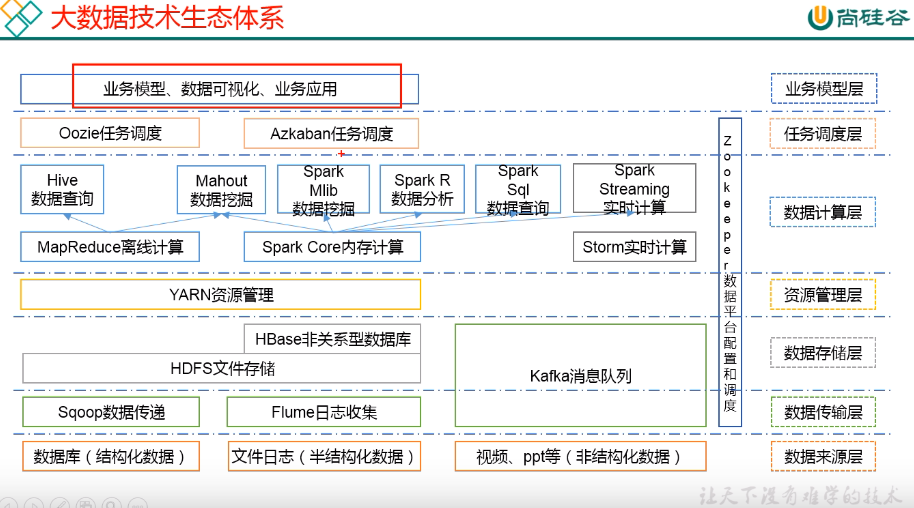 大数据技术生态体系
尚硅谷
业务模型、数据可视化、业务应用
业务模型层
Oozie任务调度
Azkaban任务调度
任务调度层
Hive
数据查询
Mahout
数据挖掘
Spark
Mlib
数据挖掘
Spark R
数据分析
Spark
Sql
数据查询
Spark
Streaming
实时计算
数据计算层
MapReduce离线计算
Spark Core内存计算
Storm实时计算
Zookeeper数据平台配置和调度
YARN资源管理
资源管理层
HBase非关系型数据库
HDFS文件存储
Kafka消息队列
数据存储层
Sqoop数据传递
Flume日志收集
数据传输层
数据库（结构化数据）
文件日志（半结构化数据）
视频、ppt等（非结构化数据）
数据来源层
让天下没有难学的技术